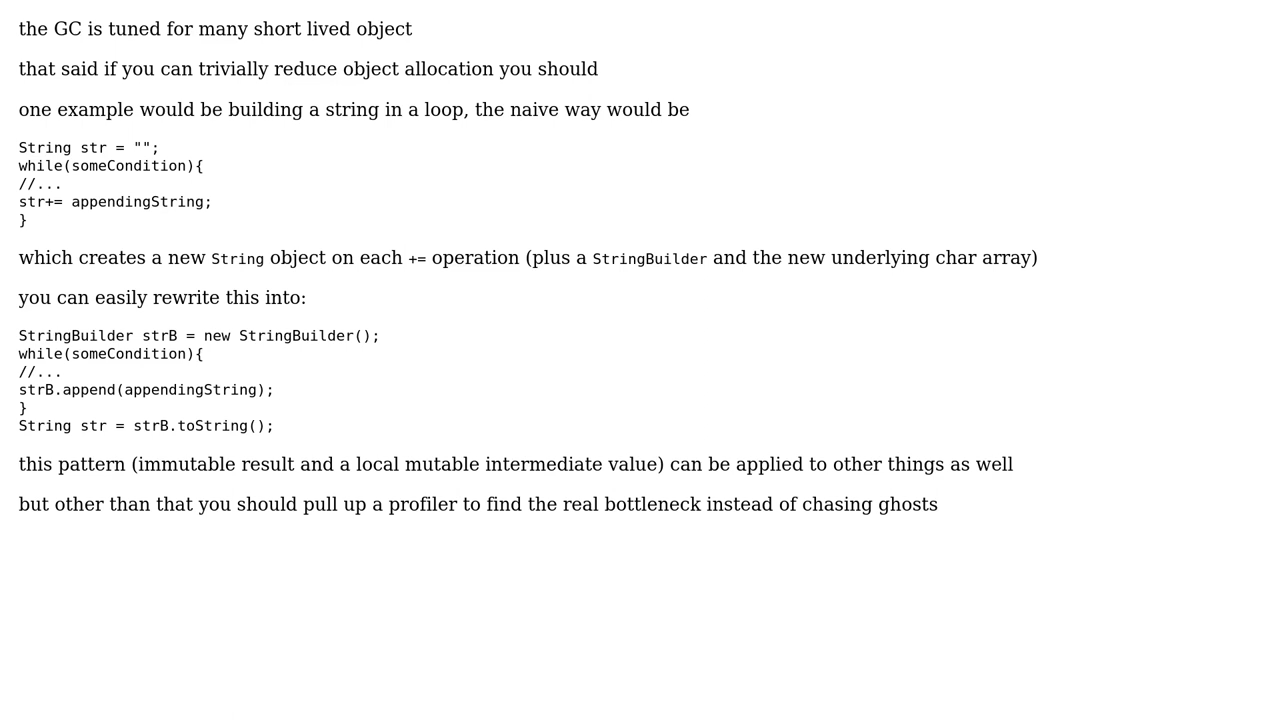 the GC is tuned for many short lived object
that said if you can trivially reduce object allocation you should
one example would be building a string in a loop, the naive way would be
String str = "";
while(someCondition){
//...
str+= appendingString;
}
which creates a new String object on each += operation (plus a StringBuilder and the new underlying char array)
you can easily rewrite this into:
StringBuilder strB = new StringBuilder();
while(someCondition){
//...
strB.append(appendingString);
}
String str = strB.toString();
this pattern (immutable result and a local mutable intermediate value) can be applied to other things as well
but other than that you should pull up a profiler to find the real bottleneck instead of chasing ghosts